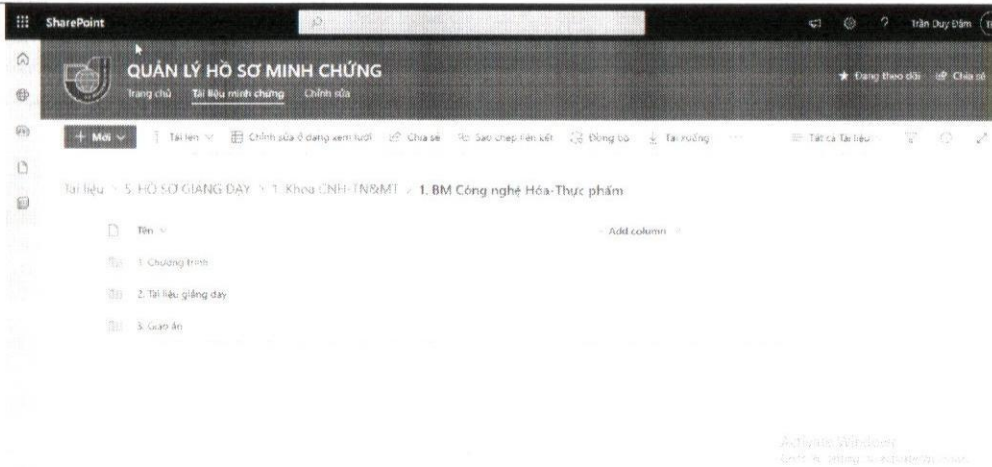 SharePoint
? Trần Duy Đảm
QUẢN LÝ HỒ SƠ MINH CHỨNG
Trang chủ Tài liệu minh chứng Chỉnh sửa
★ Đang theo dõi Chia sẻ
+ Mới Tải lên Chỉnh sửa ở dạng xem lưới Chia sẻ Sao chép liên kết Đồng bộ Tải xuống ... Tất cả Tài liệu
Tài liệu > 5. HỒ SƠ GIẢNG DẠY > 1. Khoa CNH-TN&MT > 1. BM Công nghệ Hóa-Thực phẩm
Tên Add column
1. Chương trình
2. Tài liệu giảng dạy
3. Giáo án
Activate Windows